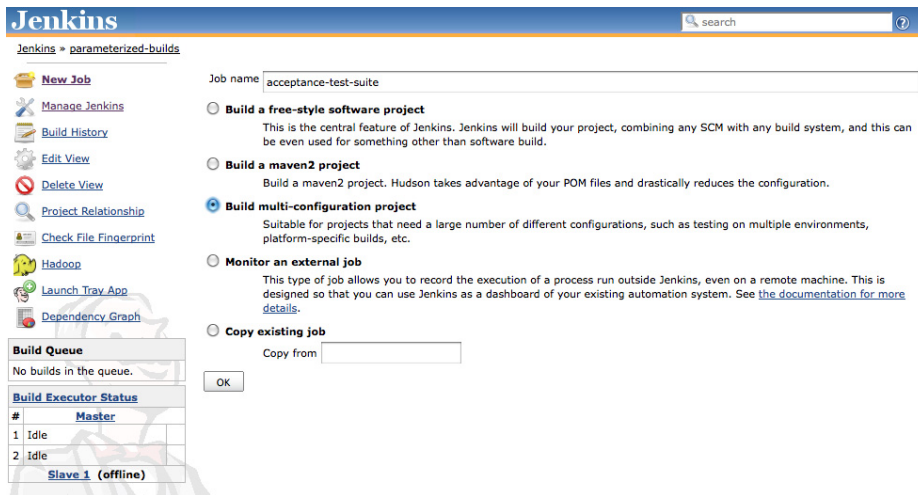 Jenkins
search
Jenkins » parameterized-builds
New Job
Manage Jenkins
Build History
Edit View
Delete View
Project Relationship
Check File Fingerprint
Hadoop
Launch Tray App
Dependency Graph
Build Queue
No builds in the queue.
Build Executor Status
# Master
1 Idle
2 Idle
Slave 1 (offline)
Job name acceptance-test-suite
Build a free-style software project
This is the central feature of Jenkins. Jenkins will build your project, combining any SCM with any build system, and this can
be even used for something other than software build.
Build a maven2 project
Build a maven2 project. Hudson takes advantage of your POM files and drastically reduces the configuration.
Build multi-configuration project
Suitable for projects that need a large number of different configurations, such as testing on multiple environments,
platform-specific builds, etc.
Monitor an external job
This type of job allows you to record the execution of a process run outside Jenkins, even on a remote machine. This is
designed so that you can use Jenkins as a dashboard of your existing automation system. See the documentation for more
details.
Copy existing job
Copy from
OK